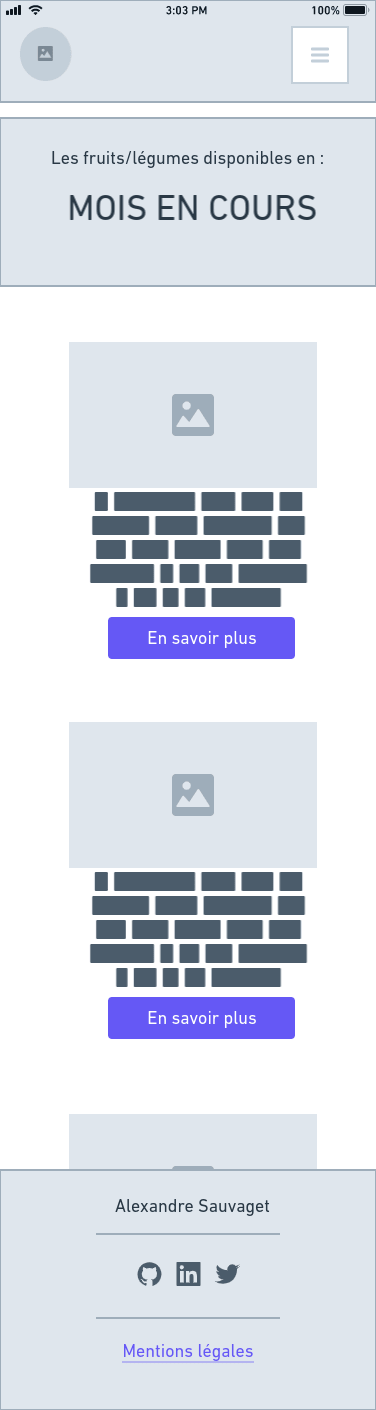 3:03 PM
100%
Les fruits/légumes disponibles en :
MOIS EN COURS
En savoir plus
En savoir plus
Alexandre Sauvaget
in
Mentions légales